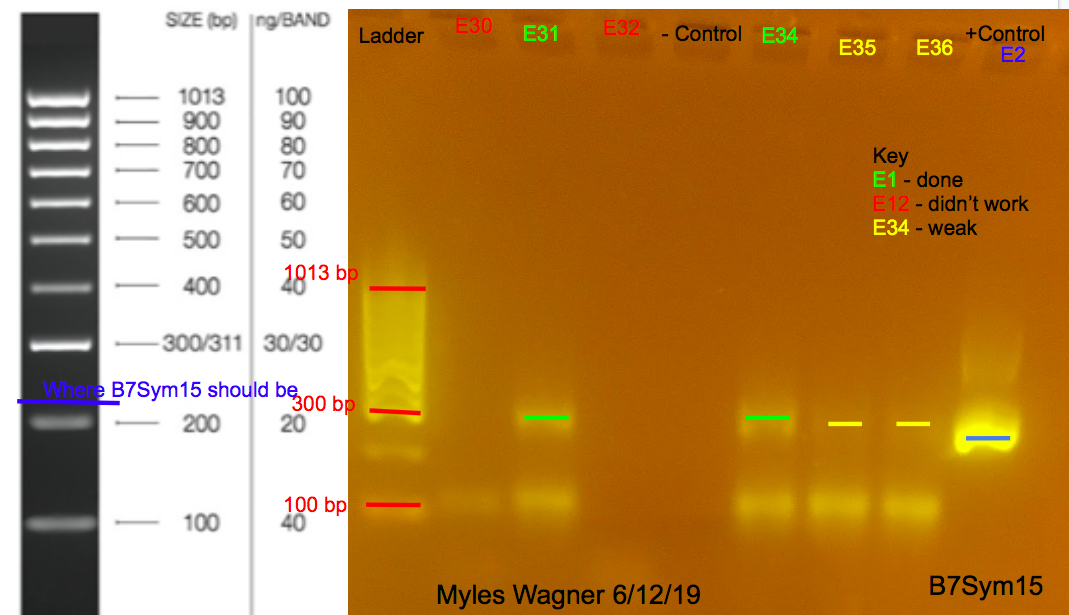 SIZE (bp) ng/BAND
1013 100
900 90
800 80
700 70
600 60
500 50
400 40
300/311 30/30
Where B7Sym15 should be
200 20
100 40
Ladder E30 E31 E32 - Control E34 E35 E36 +Control
E2
Key
E1 - done
E12 - didn't work
E34 - weak
1013 bp
300 bp
100 bp
Myles Wagner 6/12/19
B7Sym15